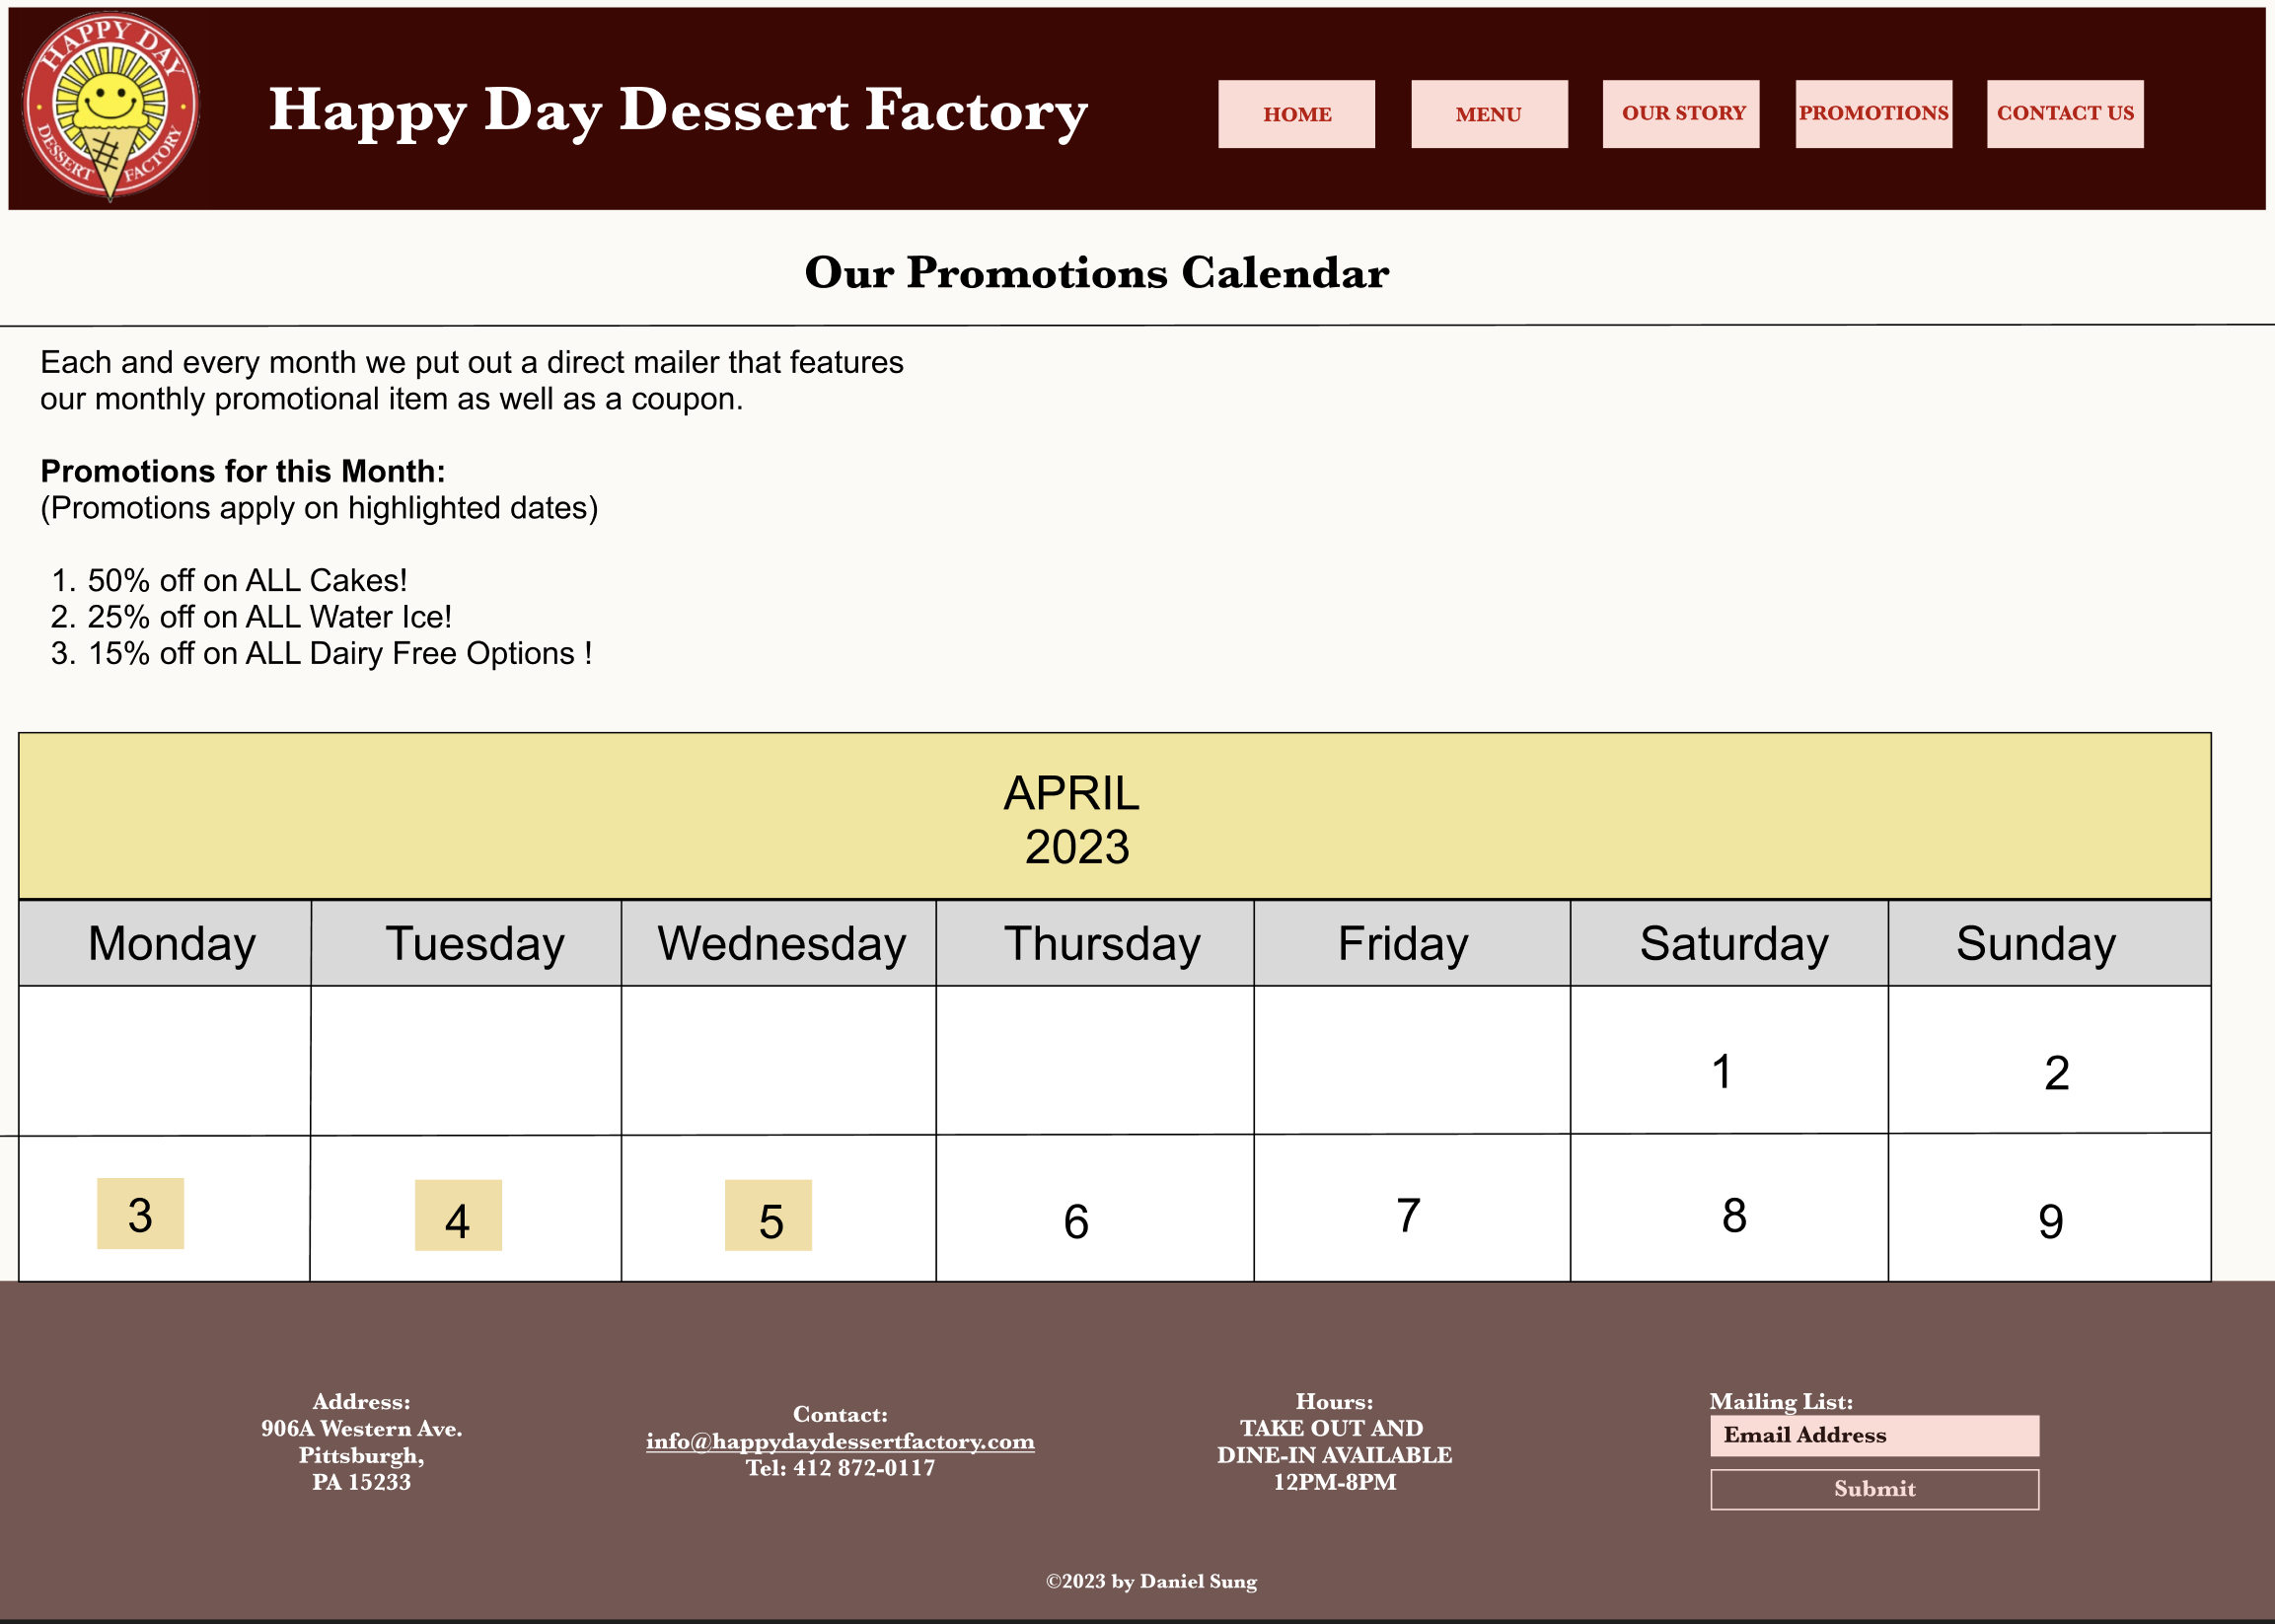 HAPPY DAY
DESSERT FACTORY
Happy Day Dessert Factory
HOME
MENU
OUR STORY
PROMOTIONS
CONTACT US
Our Promotions Calendar
Each and every month we put out a direct mailer that features
our monthly promotional item as well as a coupon.
Promotions for this Month:
(Promotions apply on highlighted dates)
1. 50% off on ALL Cakes!
2. 25% off on ALL Water Ice!
3. 15% off on ALL Dairy Free Options !
APRIL
2023
Monday Tuesday Wednesday Thursday Friday Saturday Sunday
1 2
3 4 5 6 7 8 9
Address:
906A Western Ave.
Pittsburgh,
PA 15233
Contact:
info@happydaydessertfactory.com
Tel: 412 872-0117
Hours:
TAKE OUT AND
DINE-IN AVAILABLE
12PM-8PM
Mailing List:
Email Address
Submit
©2023 by Daniel Sung